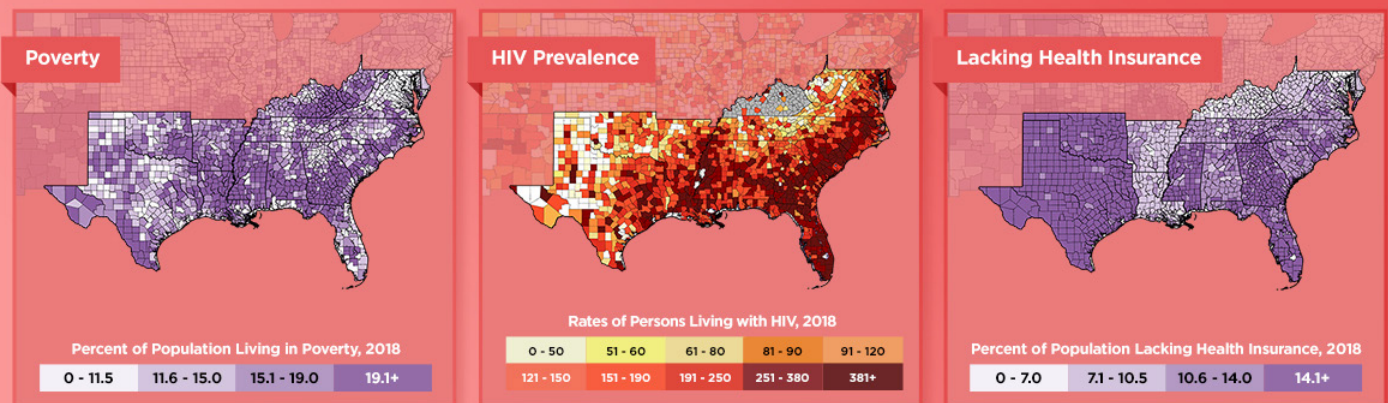 Poverty
Percent of Population Living in Poverty, 2018
0 - 11.5 11.6 - 15.0 15.1 - 19.0 19.1+
HIV Prevalence
Rates of Persons Living with HIV, 2018
0 - 50 51 - 60 61 - 80 81 - 90 91 - 120
121 - 150 151 - 190 191 - 250 251 - 380 381+
Lacking Health Insurance
Percent of Population Lacking Health Insurance, 2018
0 - 7.0 7.1 - 10.5 10.6 - 14.0 14.1+